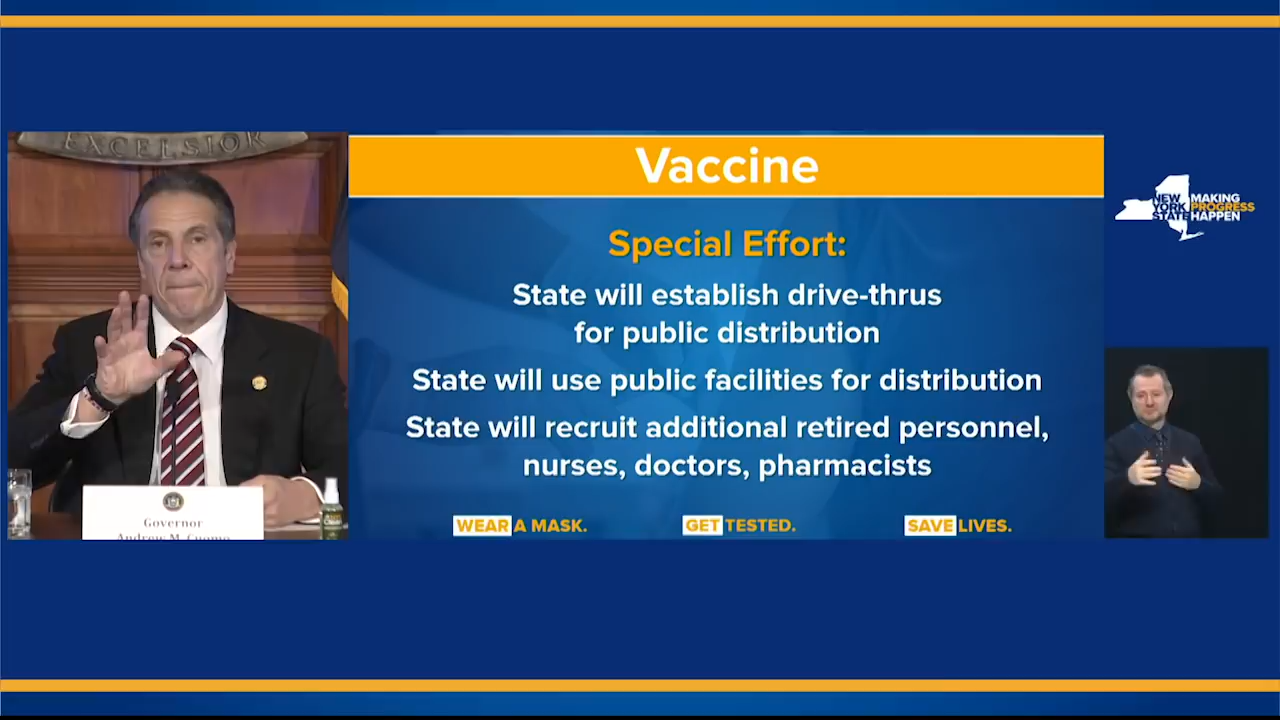 EXCELSIOR
Vaccine
Special Effort:
State will establish drive-thrus
for public distribution
State will use public facilities for distribution
State will recruit additional retired personnel,
nurses, doctors, pharmacists
WEAR A MASK. GET TESTED. SAVE LIVES.
NEW
YORK
STATE
MAKING
PROGRESS
HAPPEN
Governor
Andrew M. Cuomo